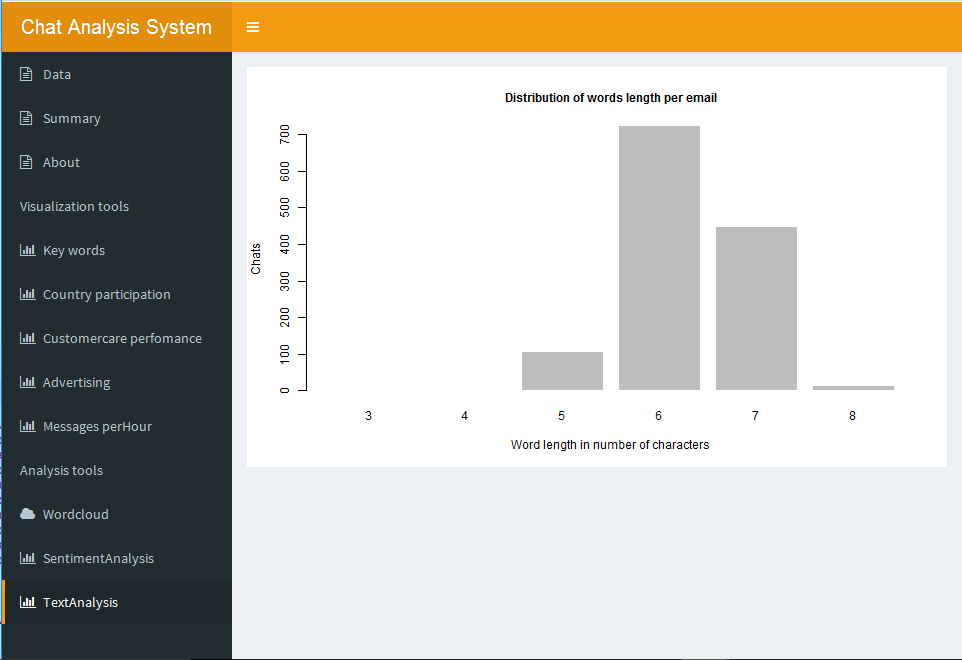 Chat Analysis System
Data
Summary
About
Visualization tools
Key words
Country participation
Customercare perfomance
Advertising
Messages perHour
Analysis tools
Wordcloud
SentimentAnalysis
TextAnalysis
Distribution of words length per email
Chats
700
600
500
400
300
200
100
0
3 4 5 6 7 8
Word length in number of characters